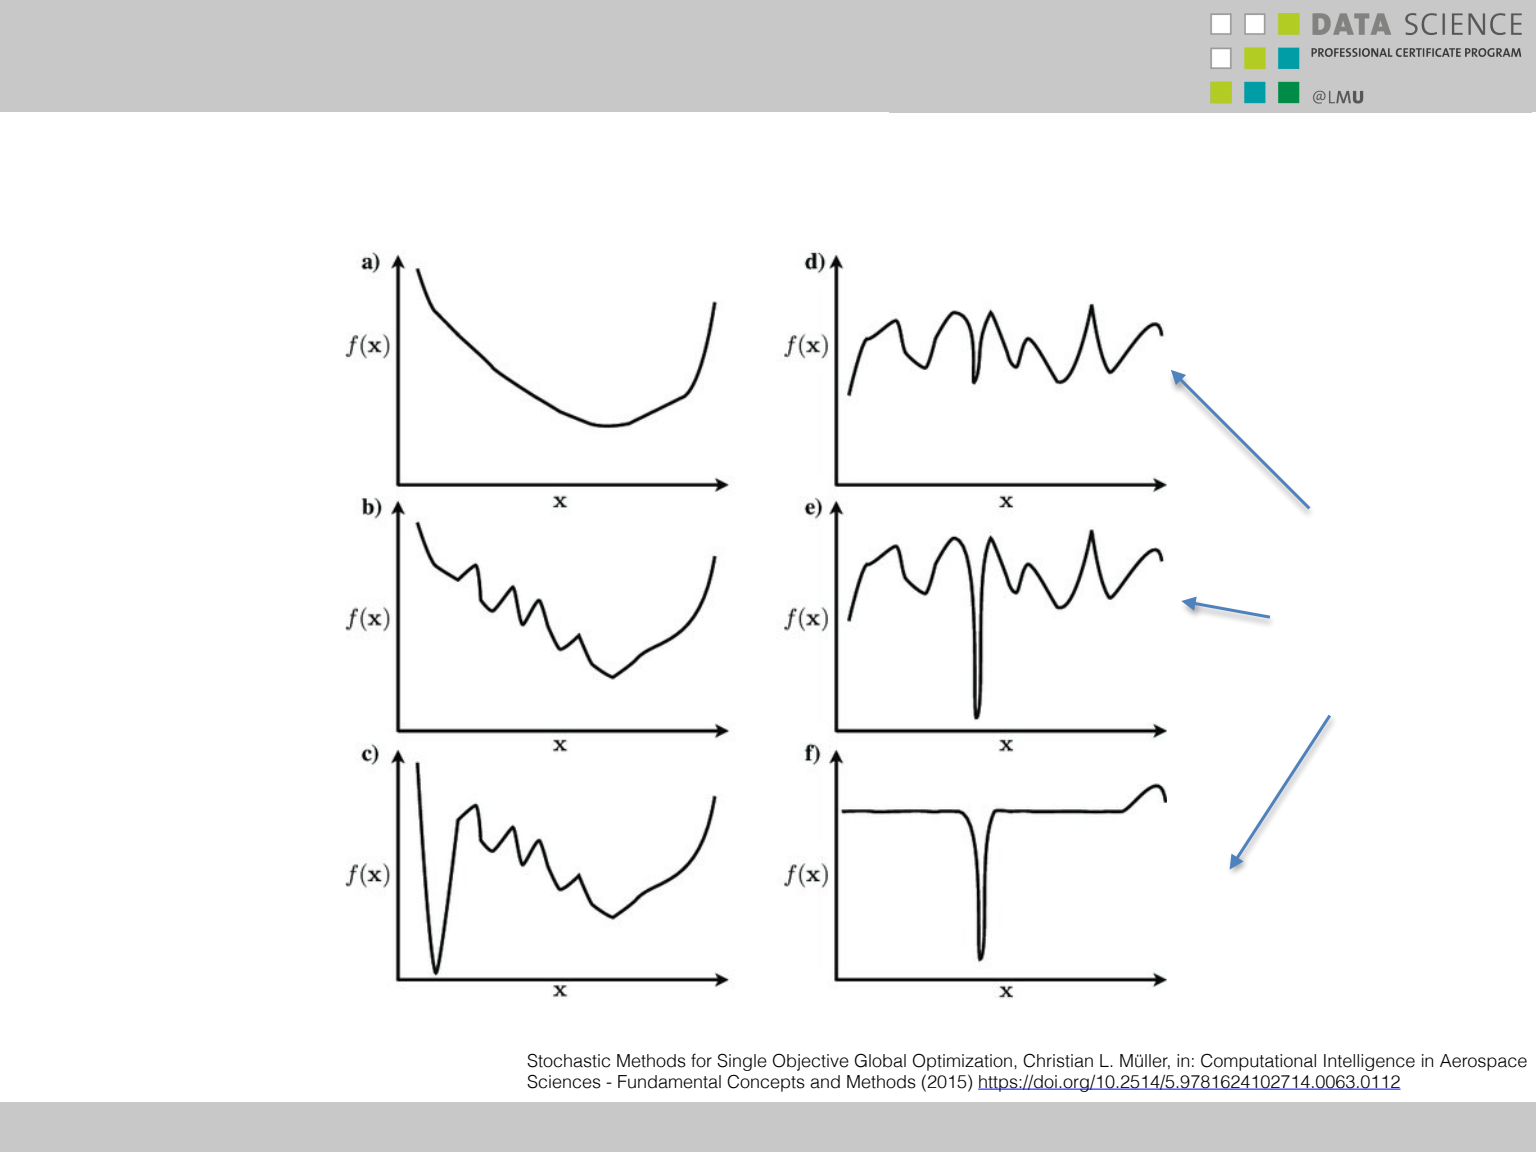 DATA SCIENCE
PROFESSIONAL CERTIFICATE PROGRAM
@LMU
a)
f(x)
x
b)
f(x)
x
c)
f(x)
x
d)
f(x)
x
e)
f(x)
x
f)
f(x)
x
Stochastic Methods for Single Objective Global Optimization, Christian L. Müller, in: Computational Intelligence in Aerospace
Sciences - Fundamental Concepts and Methods (2015) https://doi.org/10.2514/5.9781624102714.0063.0112